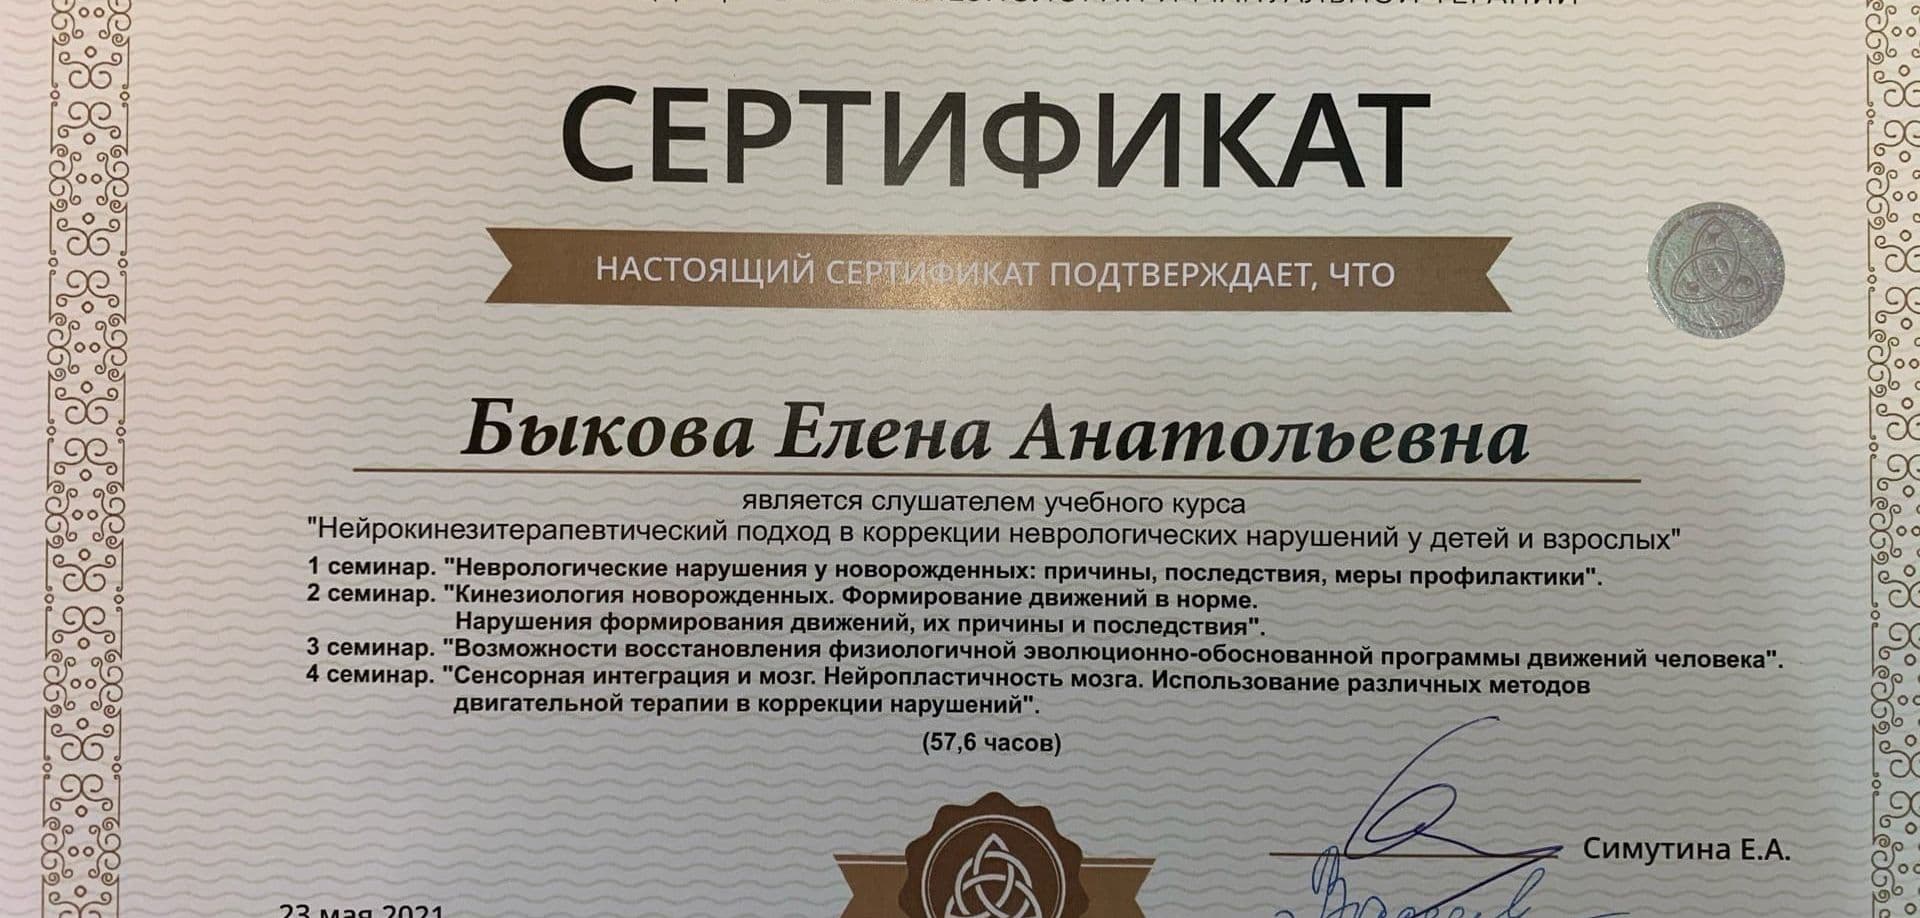 СЕРТИФИКАТ
НАСТОЯЩИЙ СЕРТИФИКАТ ПОДТВЕРЖДАЕТ, ЧТО
Быкова Елена Анатольевна
является слушателем учебного курса
"Нейрокинезитерапевтический подход в коррекции неврологических нарушений у детей и взрослых"
1 семинар. "Неврологические нарушения у новорожденных: причины, последствия, меры профилактики".
2 семинар. "Кинезиология новорожденных. Формирование движений в норме.
Нарушения формирования движений, их причины и последствия".
3 семинар. "Возможности восстановления физиологичной эволюционно-обоснованной программы движений человека".
4 семинар. "Сенсорная интеграция и мозг. Нейропластичность мозга. Использование различных методов
двигательной терапии в коррекции нарушений".
(57,6 часов)
Симутина Е.А.
23 мая 2021